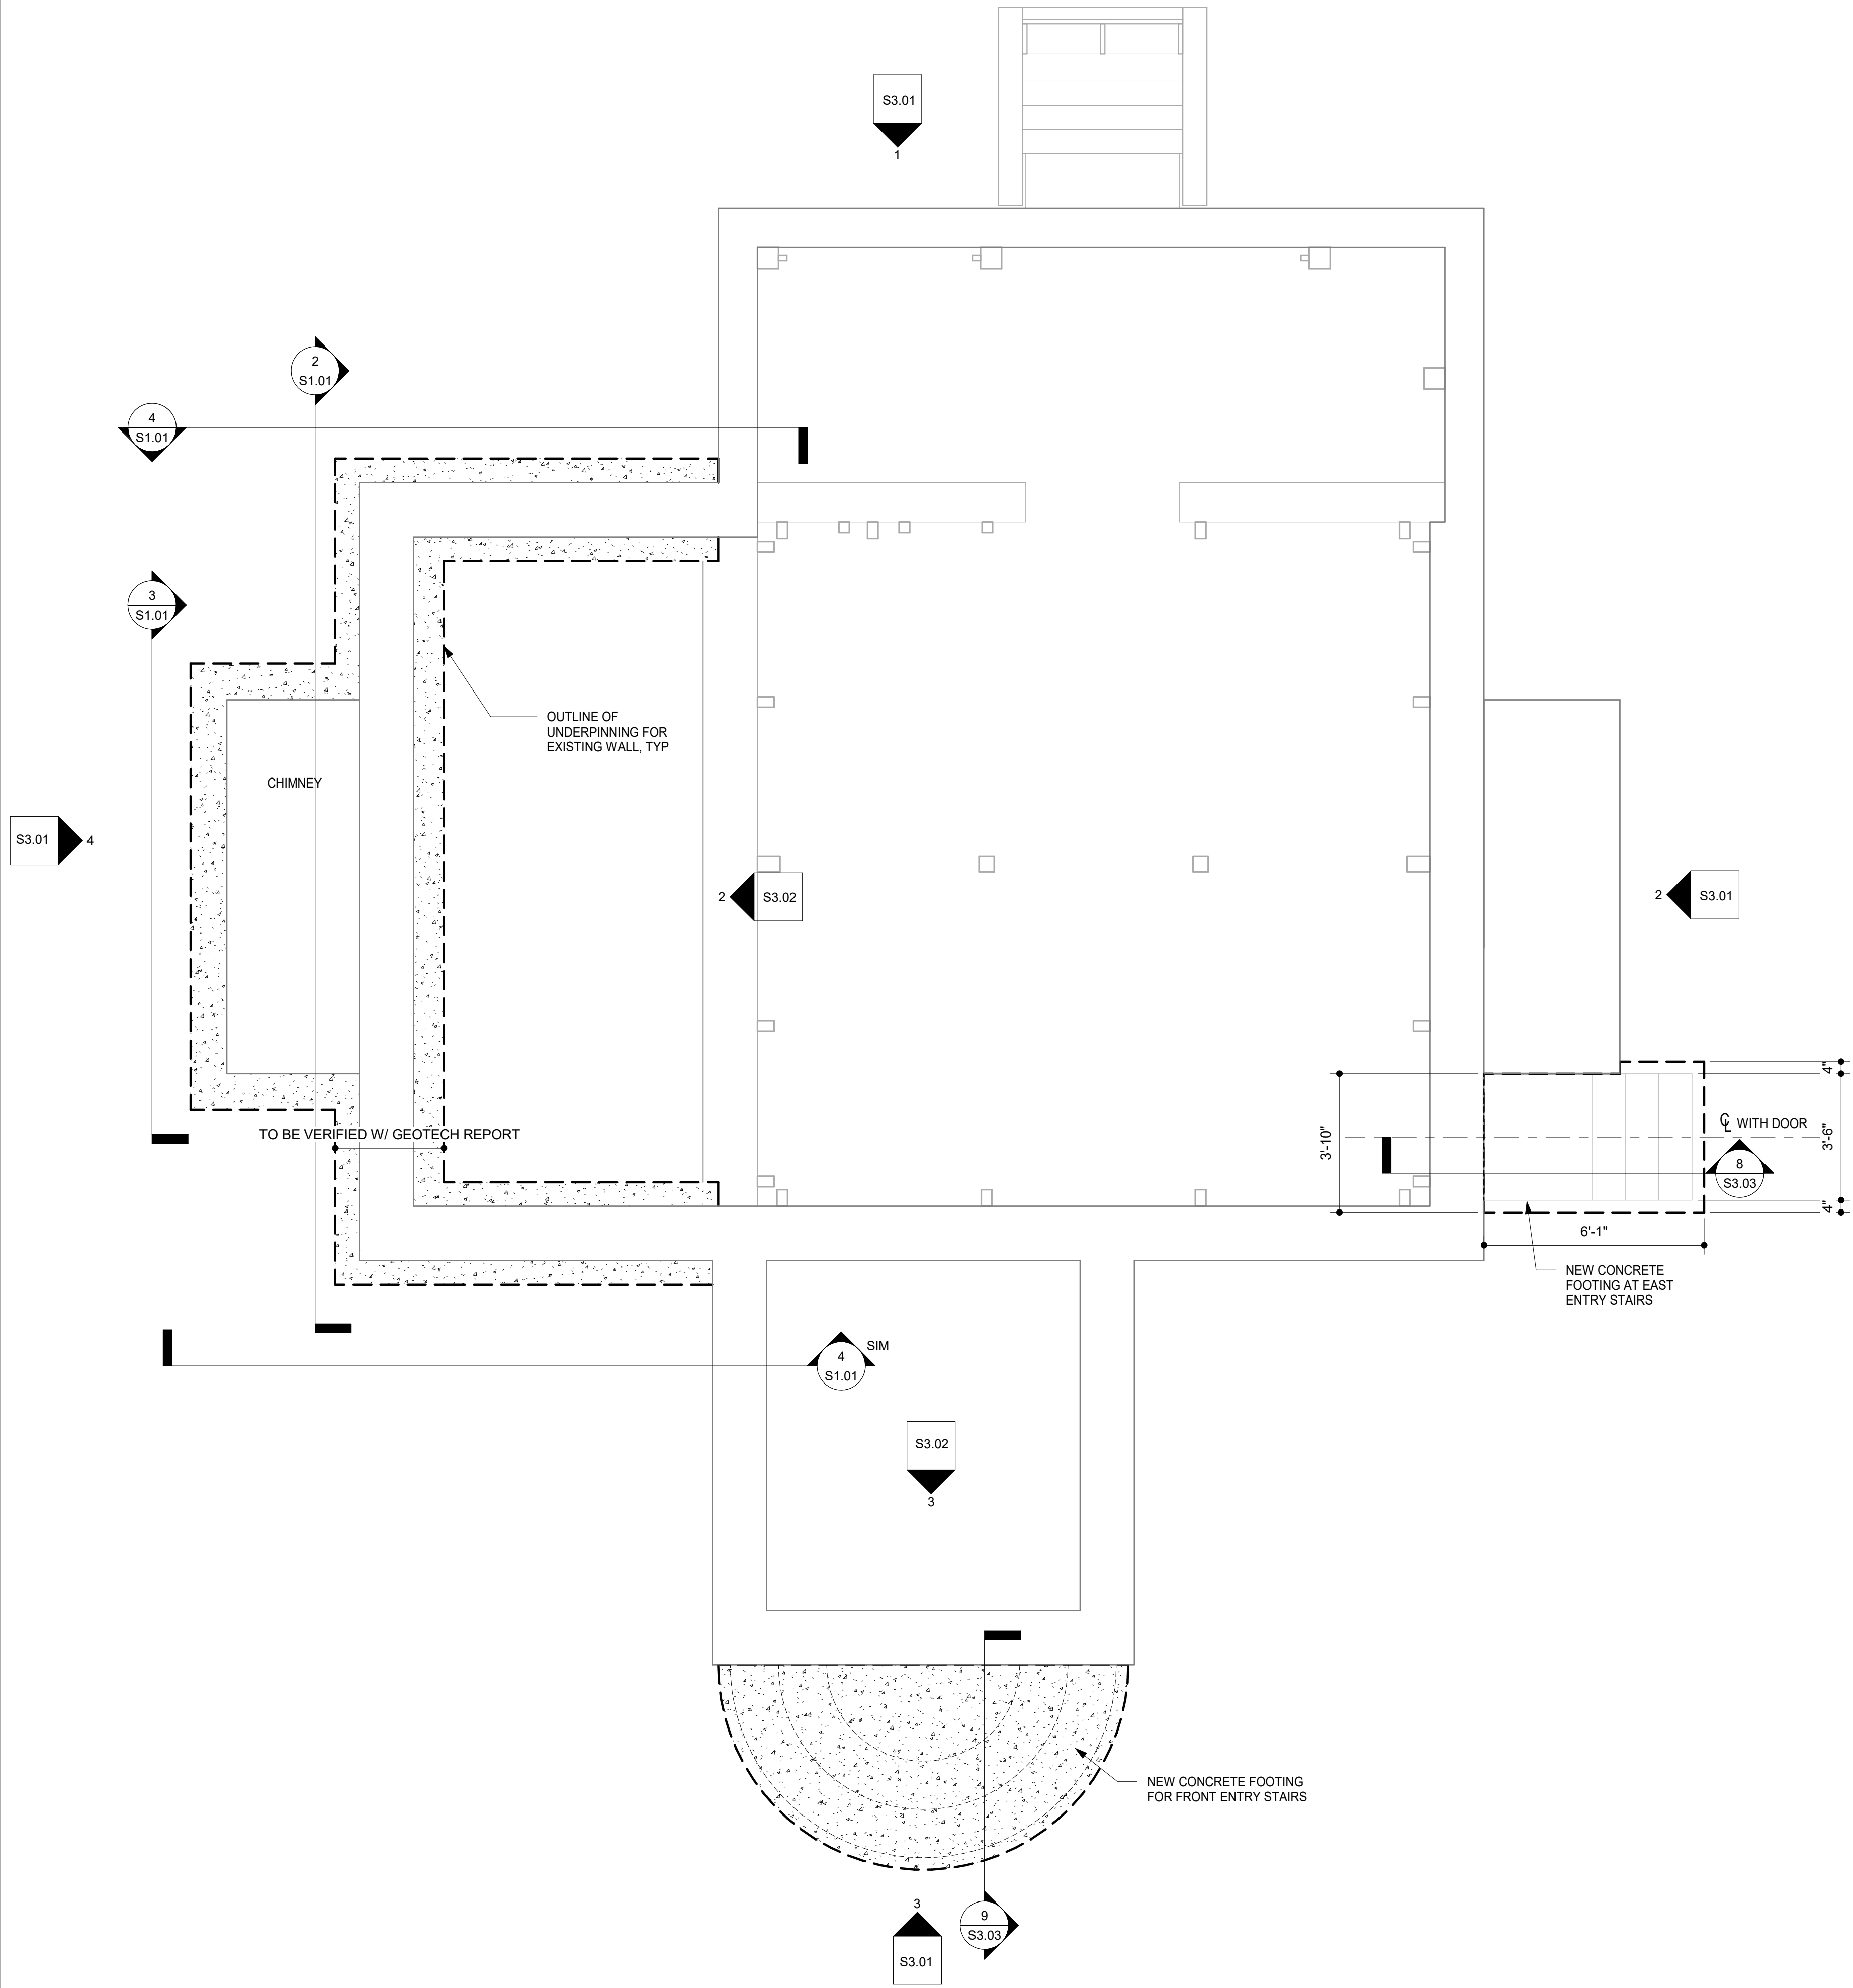 S3.01
1
2
S1.01
4
S1.01
3
S1.01
OUTLINE OF
UNDERPINNING FOR
EXISTING WALL, TYP
CHIMNEY
S3.01
4
2
S3.02
2
S3.01
4"
3'-10"
℄ WITH DOOR
3'-6"
TO BE VERIFIED W/ GEOTECH REPORT
8
S3.03
4"
6'-1"
NEW CONCRETE
FOOTING AT EAST
ENTRY STAIRS
4
S1.01
SIM
S3.02
3
NEW CONCRETE FOOTING
FOR FRONT ENTRY STAIRS
3
S3.01
9
S3.03